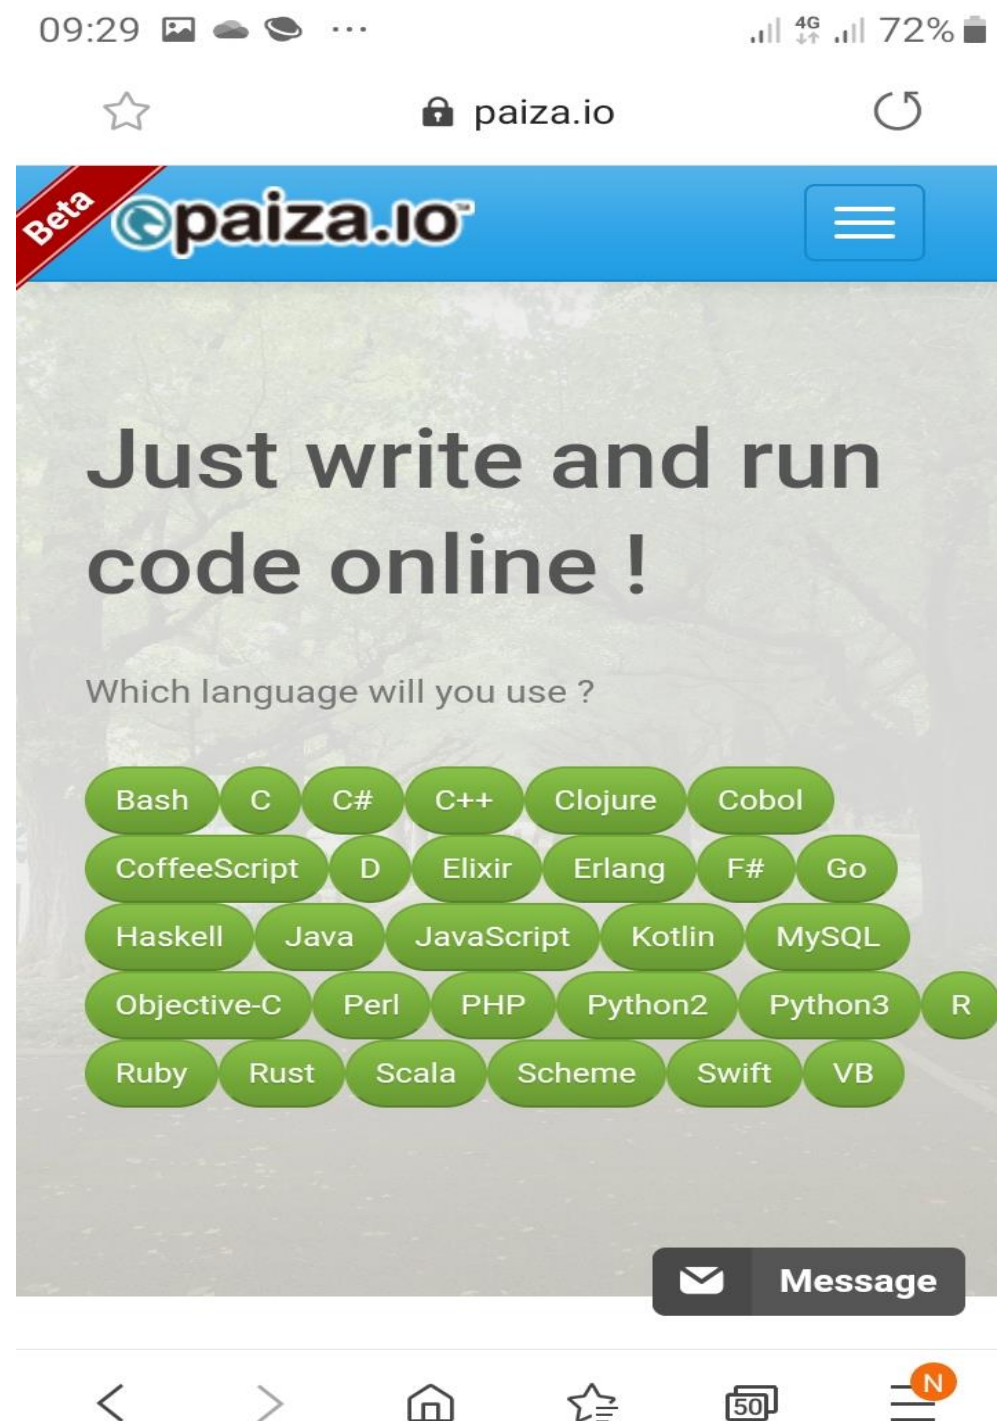 09:29 ... 4G 72%
paiza.io
Beta paiza.io™
Just write and run
code online !
Which language will you use ?
Bash C C# C++ Clojure Cobol
CoffeeScript D Elixir Erlang F# Go
Haskell Java JavaScript Kotlin MySQL
Objective-C Perl PHP Python2 Python3 R
Ruby Rust Scala Scheme Swift VB
Message
50 N